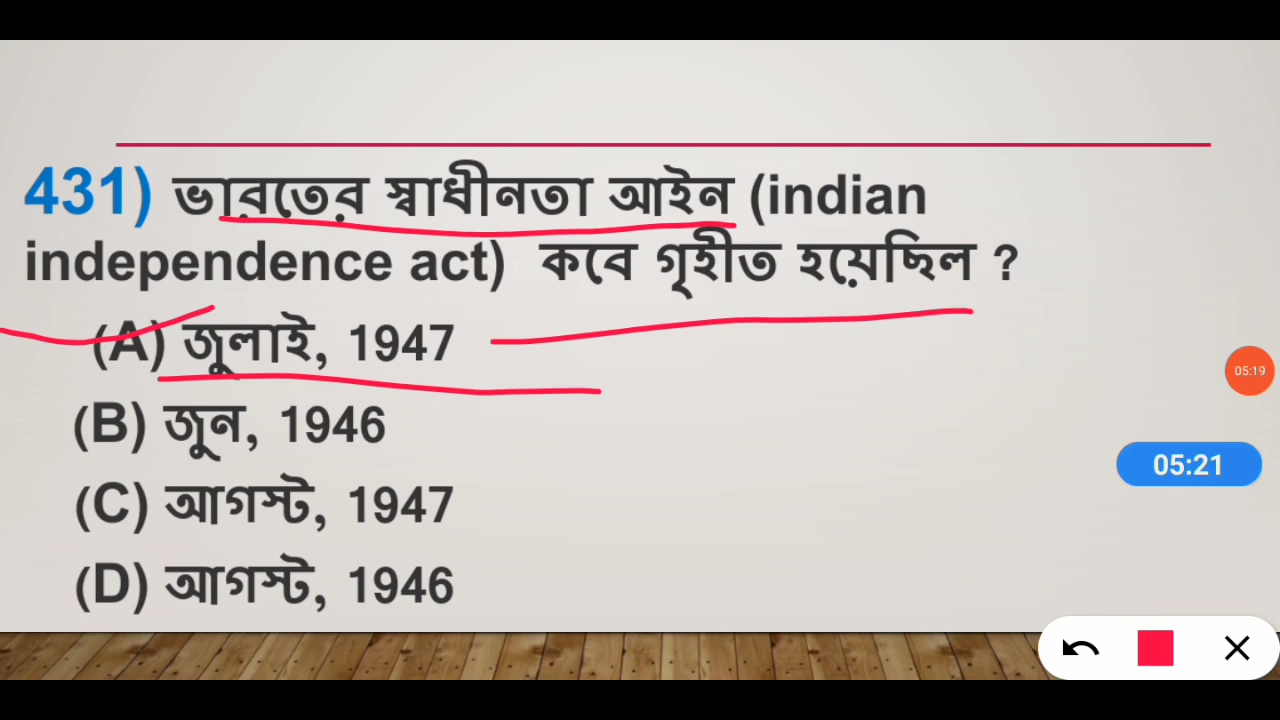 431) ভারতের স্বাধীনতা আইন (indian
independence act) কবে গৃহীত হয়েছিল ?
(A) জুলাই, 1947
(B) জুন, 1946
(C) আগস্ট, 1947
(D) আগস্ট, 1946
05:19
05:21